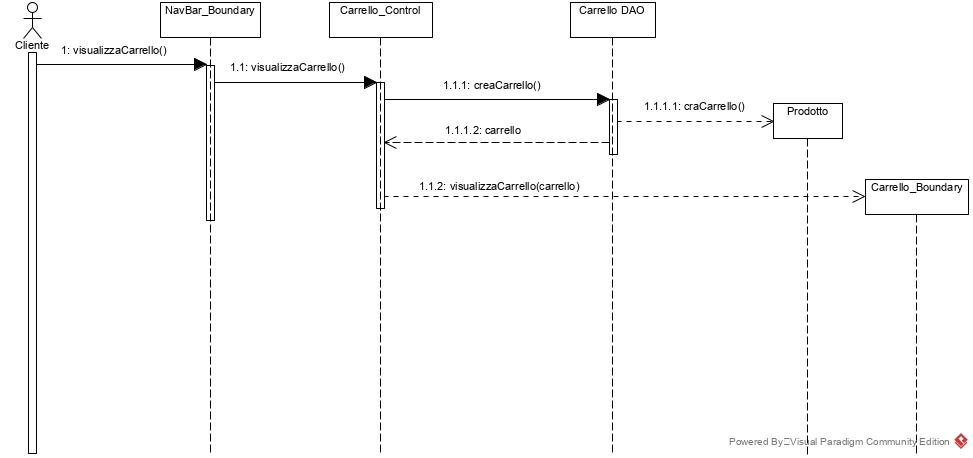 NavBar_Boundary
Carrello_Control
Carrello DAO
Cliente
1: visualizzaCarrello()
1.1: visualizzaCarrello()
1.1.1: creaCarrello()
1.1.1.1: craCarrello()
Prodotto
1.1.1.2: carrello
1.1.2: visualizzaCarrello(carrello)
Carrello_Boundary
Powered By Visual Paradigm Community Edition